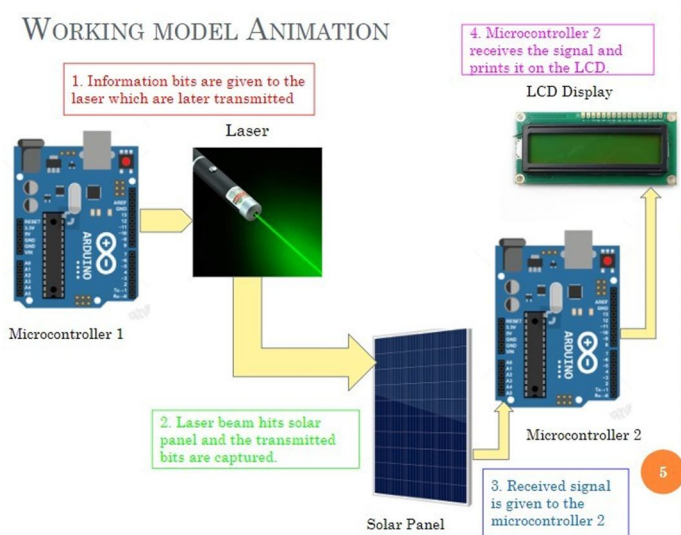 WORKING MODEL ANIMATION
1. Information bits are given to the
laser which are later transmitted
4. Microcontroller 2
receives the signal and
prints it on the LCD.
LCD Display
Laser
ARDUINO
Microcontroller 1
2. Laser beam hits solar
panel and the transmitted
bits are captured.
ARDUINO
Microcontroller 2
3. Received signal
is given to the
microcontroller 2
Solar Panel
5